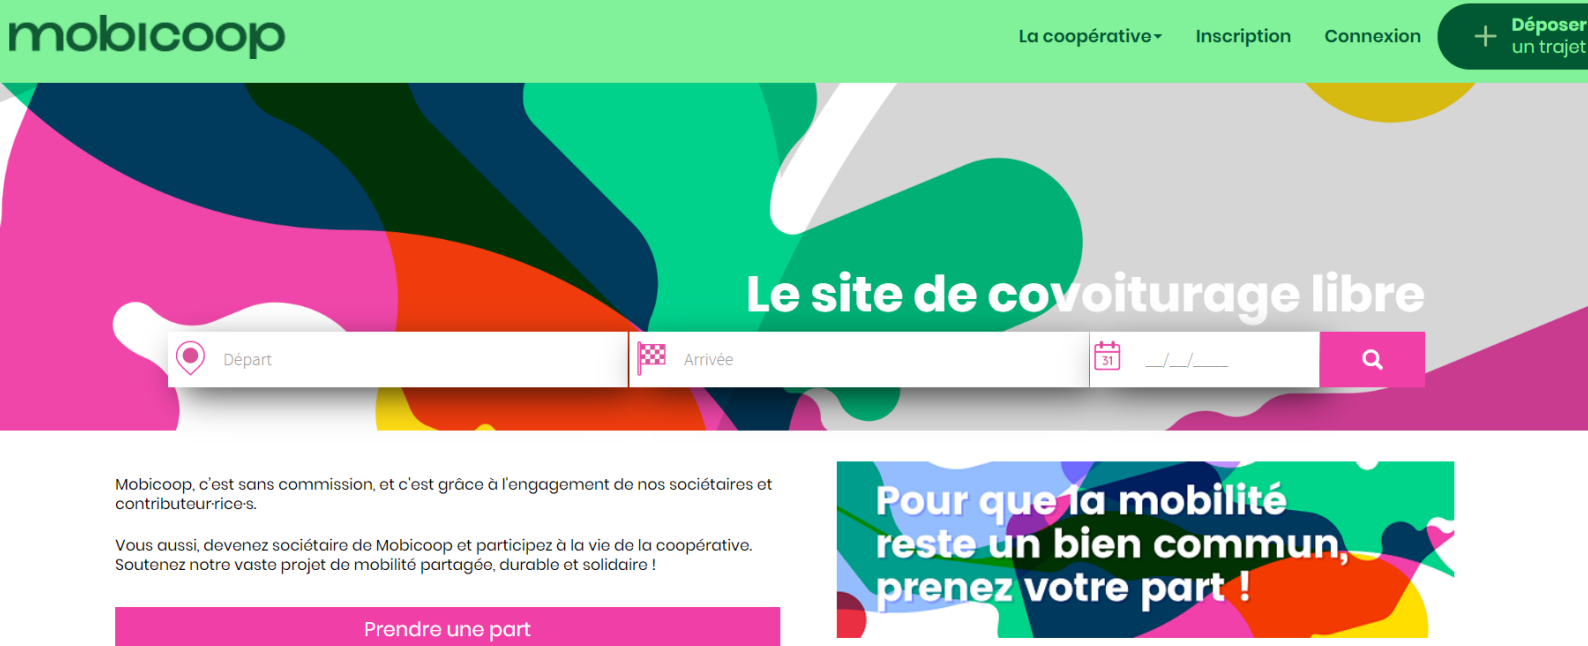 mobicoop
La coopérative
Inscription
Connexion
Déposer
un trajet
Le site de covoiturage libre
Départ
Arrivée
31
__/__/____
Mobicoop, c'est sans commission, et c'est grâce à l'engagement de nos sociétaires et
contributeur·rice·s.
Vous aussi, devenez sociétaire de Mobicoop et participez à la vie de la coopérative.
Soutenez notre vaste projet de mobilité partagée, durable et solidaire !
Prendre une part
Pour que la mobilité
reste un bien commun,
prenez votre part !